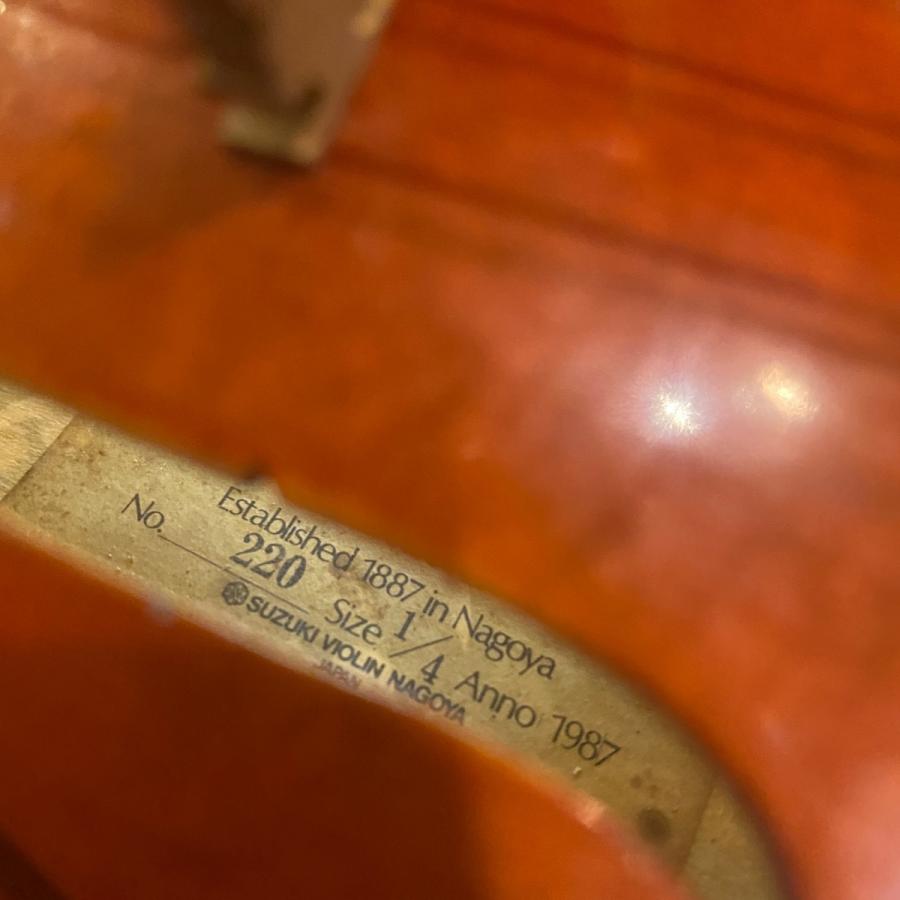 Established 1887 in Nagoya
No. 220 Size 1/4 Anno 1987
SUZUKI VIOLIN NAGOYA
JAPAN